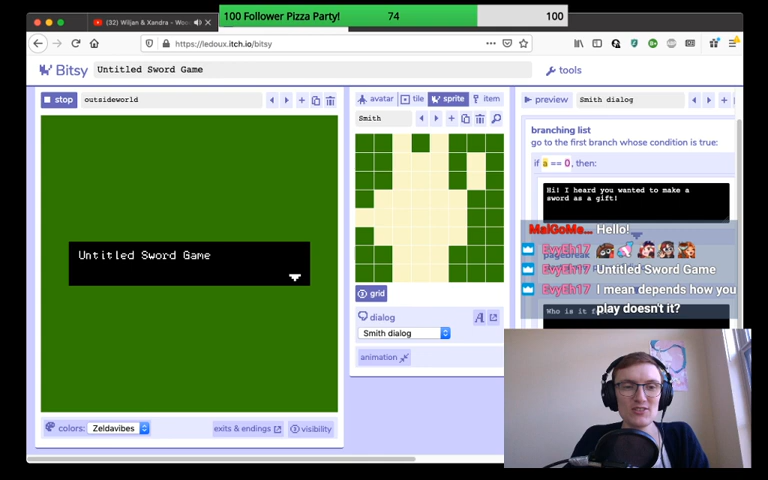 100 Follower Pizza Party! 74 100
(32) Wiljan & Xandra - Woo
https://ledoux.itch.io/bitsy
Bitsy Untitled Sword Game tools
stop outsideworld
avatar tile sprite item
preview Smith dialog
Smith
branching list
go to the first branch whose condition is true:
if a == 0, then:
Hi! I heard you wanted to make a
sword as a gift!
MalGoMe... Hello!
pagebreak
EvyEh17
EvyEh17 Untitled Sword Game
EvyEh17 I mean depends how you
play doesn't it?
Who is it
Untitled Sword Game
grid
dialog
Smith dialog
animation
colors: Zeldavibes exits & endings visibility